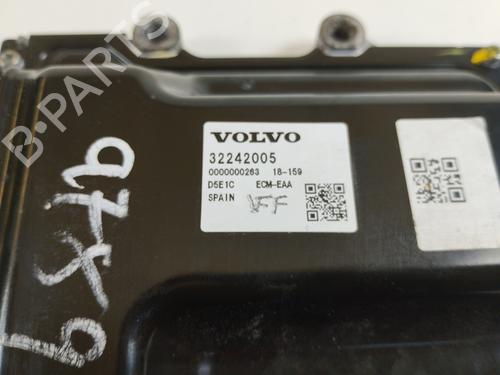 VOLVO
32242005
0000000263 18-159
D5E1C ECM-EAA
SPAIN
B-PARTS